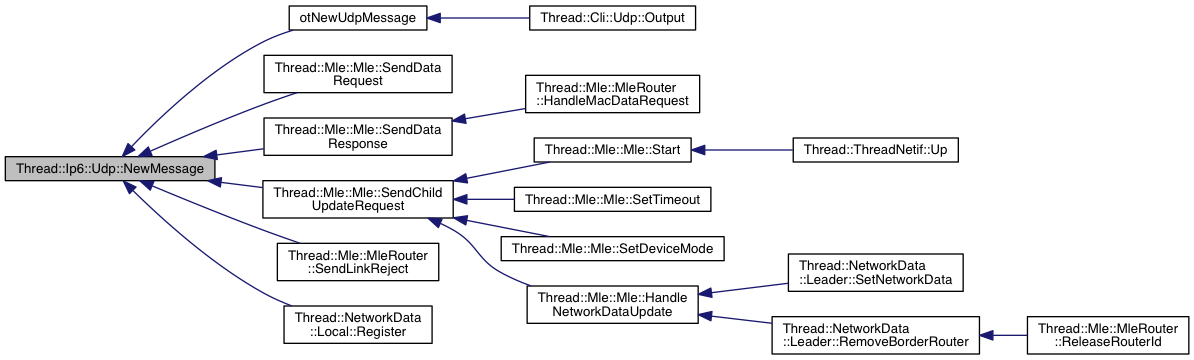 otNewUdpMessage
Thread::Cli::Udp::Output
Thread::Mle::Mle::SendData
Request
Thread::Mle::MleRouter
::HandleMacDataRequest
Thread::Mle::Mle::SendData
Response
Thread::Mle::Mle::Start
Thread::ThreadNetif::Up
Thread::Ip6::Udp::NewMessage
Thread::Mle::Mle::SendChild
UpdateRequest
Thread::Mle::Mle::SetTimeout
Thread::Mle::Mle::SetDeviceMode
Thread::Mle::MleRouter
::SendLinkReject
Thread::NetworkData
::Leader::SetNetworkData
Thread::Mle::Mle::Handle
NetworkDataUpdate
Thread::NetworkData
::Local::Register
Thread::NetworkData
::Leader::RemoveBorderRouter
Thread::Mle::MleRouter
::ReleaseRouterId